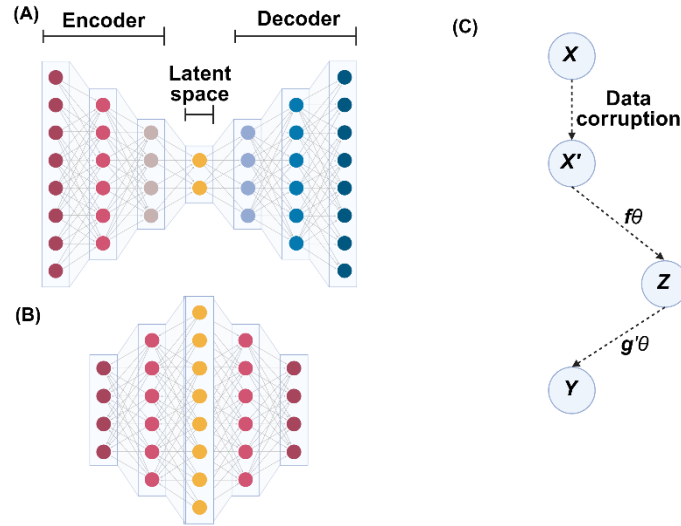 (A)
Encoder
Decoder
Latent
space
(B)
(C)
X
Data
corruption
X'
fθ
Z
g'θ
Y